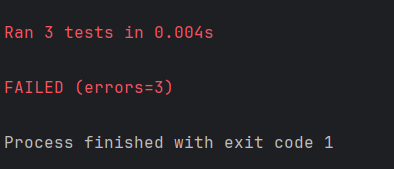 Ran 3 tests in 0.004s
FAILED (errors=3)
Process finished with exit code 1